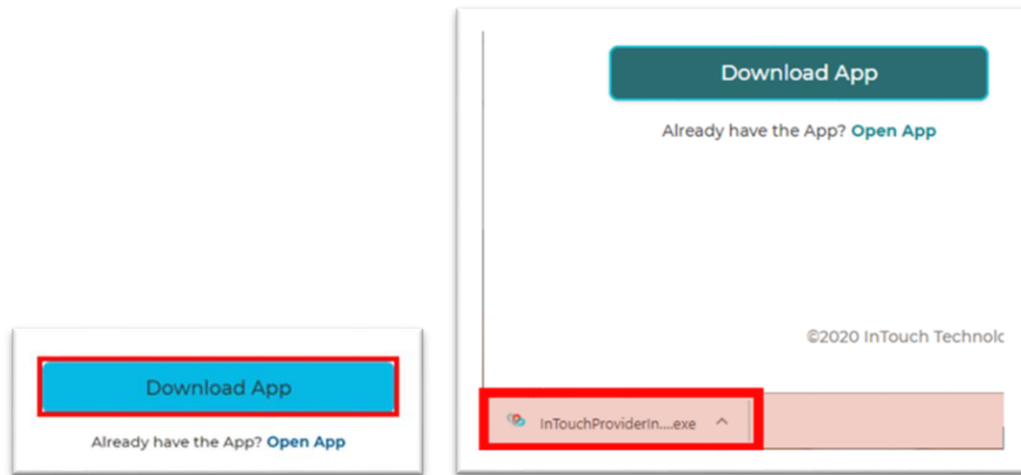 Download App
Already have the App? Open App
Download App
Already have the App? Open App
©2020 InTouch Technolc
InTouchProviderIn....exe